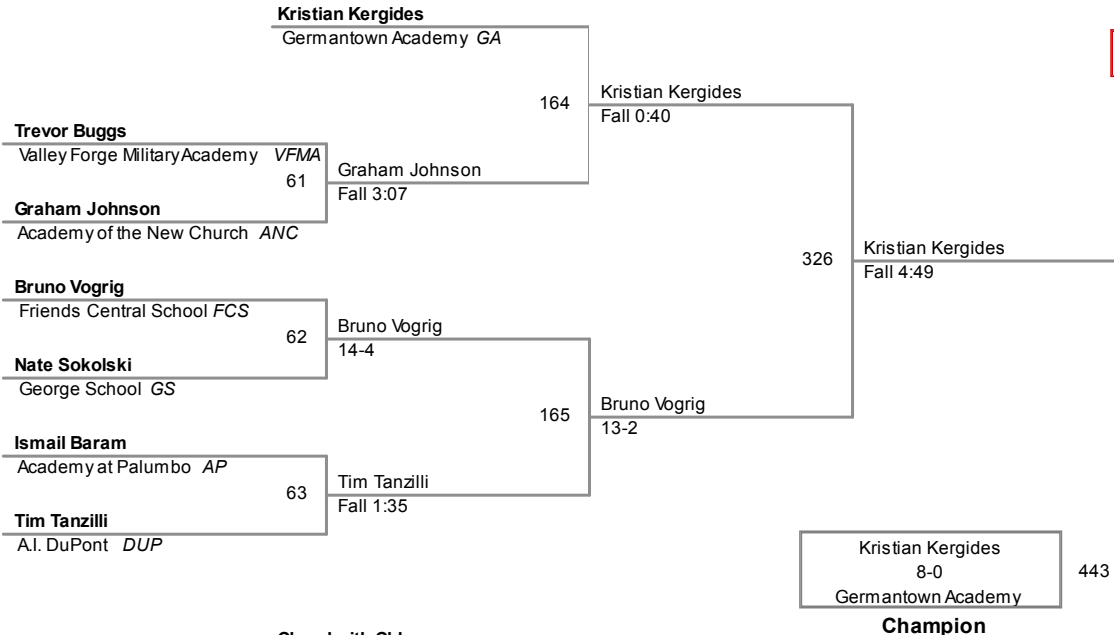 Kristian Kergides
Germantown Academy GA
164
Kristian Kergides
Fall 0:40
Trevor Buggs
Valley Forge Military Academy VFMA
61
Graham Johnson
Fall 3:07
Graham Johnson
Academy of the New Church ANC
326
Kristian Kergides
Fall 4:49
Bruno Vogrig
Friends Central School FCS
62
Bruno Vogrig
14-4
Nate Sokolski
George School GS
165
Bruno Vogrig
13-2
Ismail Baram
Academy at Palumbo AP
63
Tim Tanzilli
Fall 1:35
Tim Tanzilli
A.I. DuPont DUP
Kristian Kergides
8-0
Germantown Academy
443
Champion